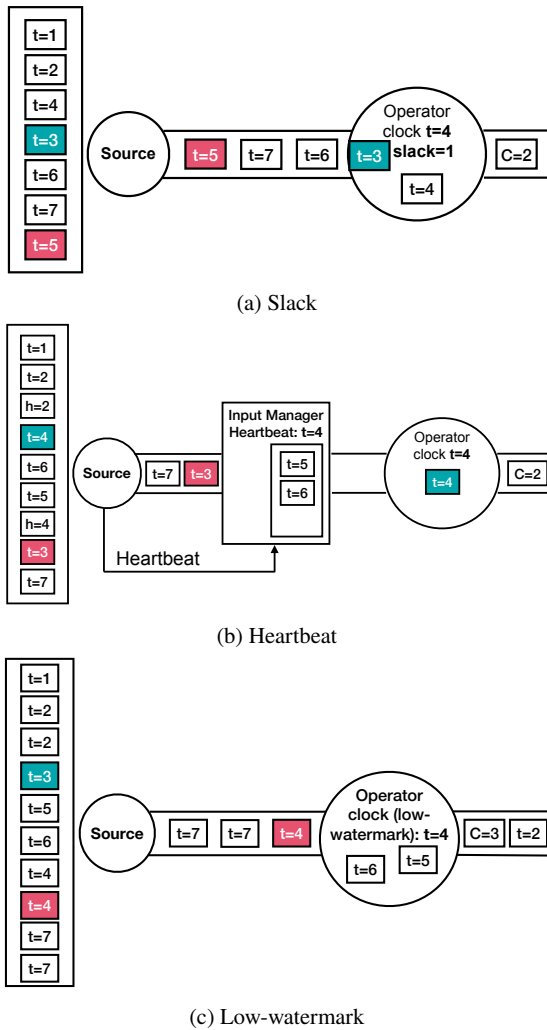 t=1
t=2
t=4
t=3
t=6
t=7
t=5
Source
t=5
t=7
t=6
t=3
Operator
clock t=4
slack=1
t=4
C=2
(a) Slack
t=1
t=2
h=2
t=4
t=6
t=5
h=4
t=3
t=7
Source
t=7
t=3
Input Manager
Heartbeat: t=4
t=5
t=6
Heartbeat
Operator
clock t=4
t=4
C=2
(b) Heartbeat
t=1
t=2
t=2
t=3
t=5
t=6
t=4
t=4
t=7
t=7
Source
t=7
t=7
t=4
Operator
clock (low-
watermark): t=4
t=6
t=5
C=3
t=2
(c) Low-watermark